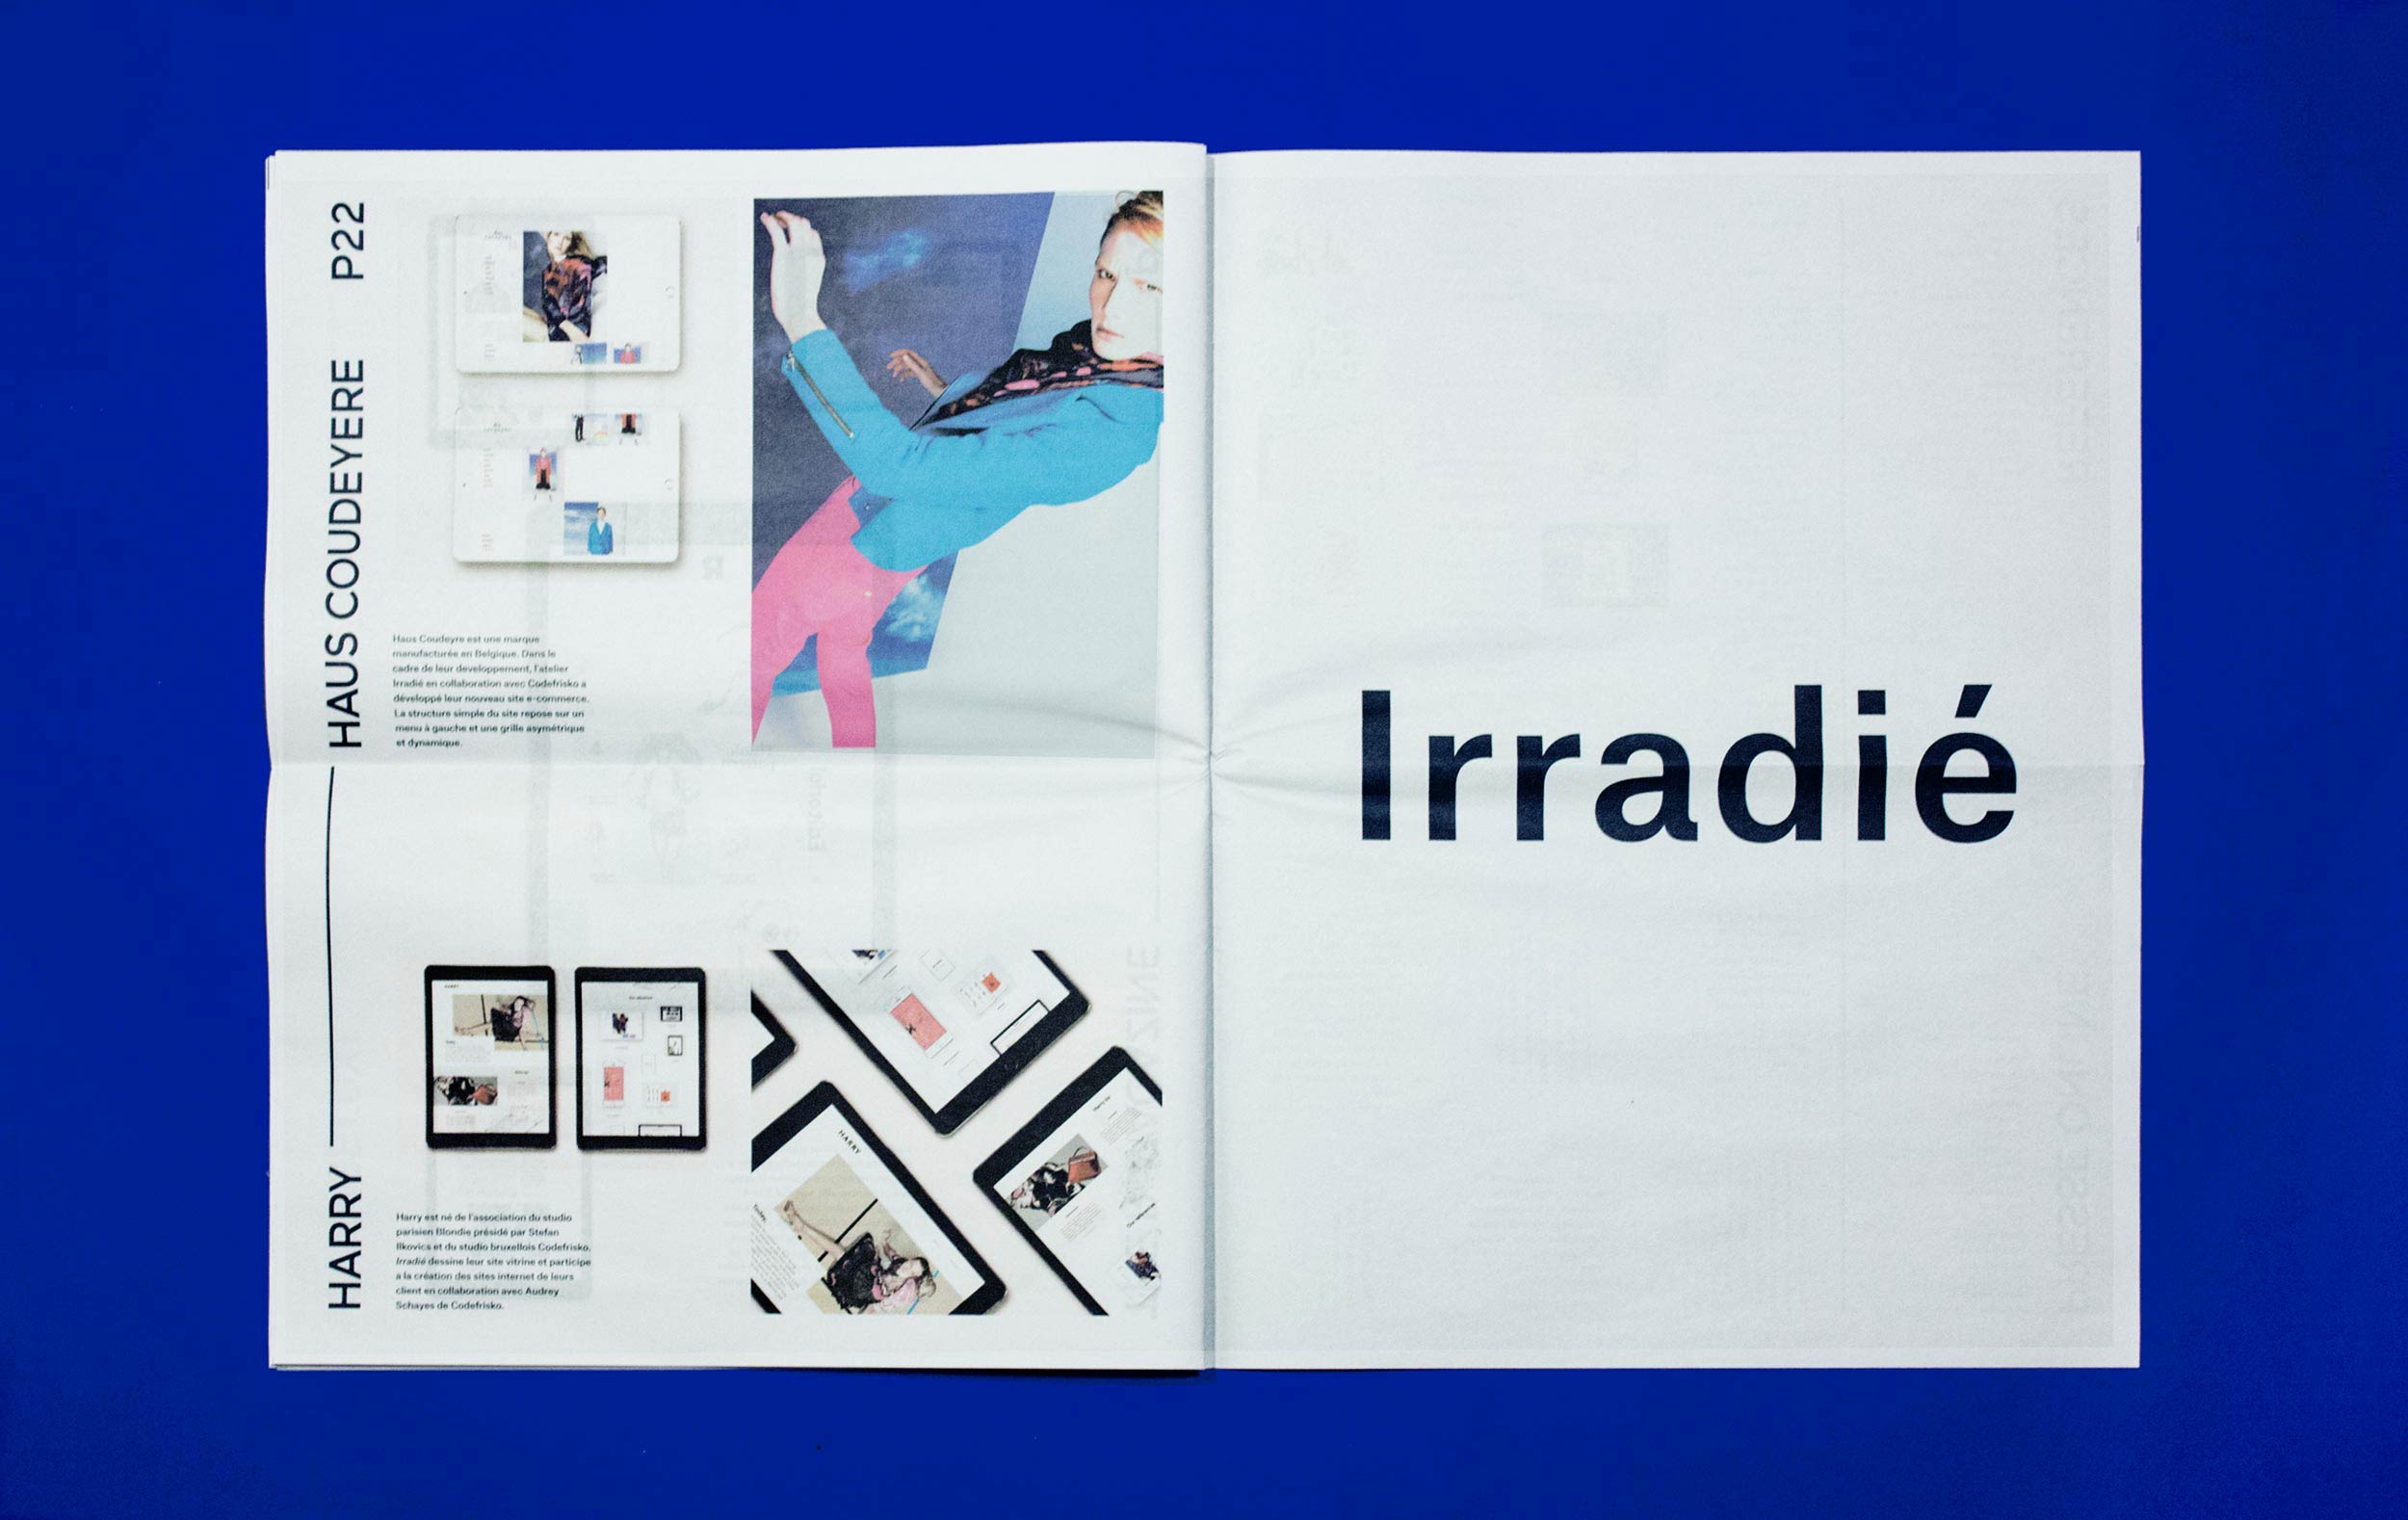 P22
HAUS COUDEYERE
HARRY
Haus Coudeyre est une marque
manufacturée en Belgique. Dans le
cadre de leur developpement, l'atelier
Irradié en collaboration avec Codefrisko a
développé leur nouveau site e-commerce.
La structure simple du site repose sur un
menu à gauche et une grille asymétrique
et dynamique.
Harry est né de l'association du studio
parisien Blondie présidé par Stefan
Ilkovics et du studio bruxellois Codefrisko.
Irradié dessine leur site vitrine et participe
a la création des sites internet de leurs
client en collaboration avec Audrey
Schayes de Codefrisko.
HARRY
Today,
Irradié